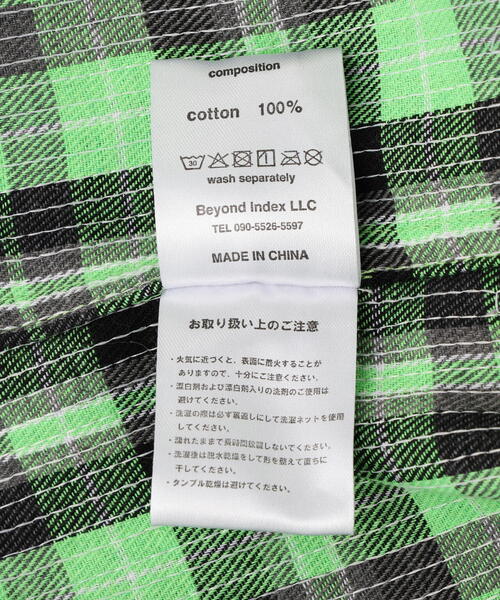 composition
cotton 100%
30
wash separately
Beyond Index LLC
TEL 090-5526-5597
MADE IN CHINA
お取り扱い上のご注意
・火気に近づくと、表面に着火することが
ありますので、十分にご注意ください。
・漂白剤および漂白剤入りの洗剤のご使用は
避けてください。
・洗濯の際は必ず裏返しにして洗濯ネットを使用
してください。
・濡れたままで長時間放置しないでください。
・洗濯後は脱水乾燥をして形を整えて直ちに
干してください。
・タンブル乾燥は避けてください。